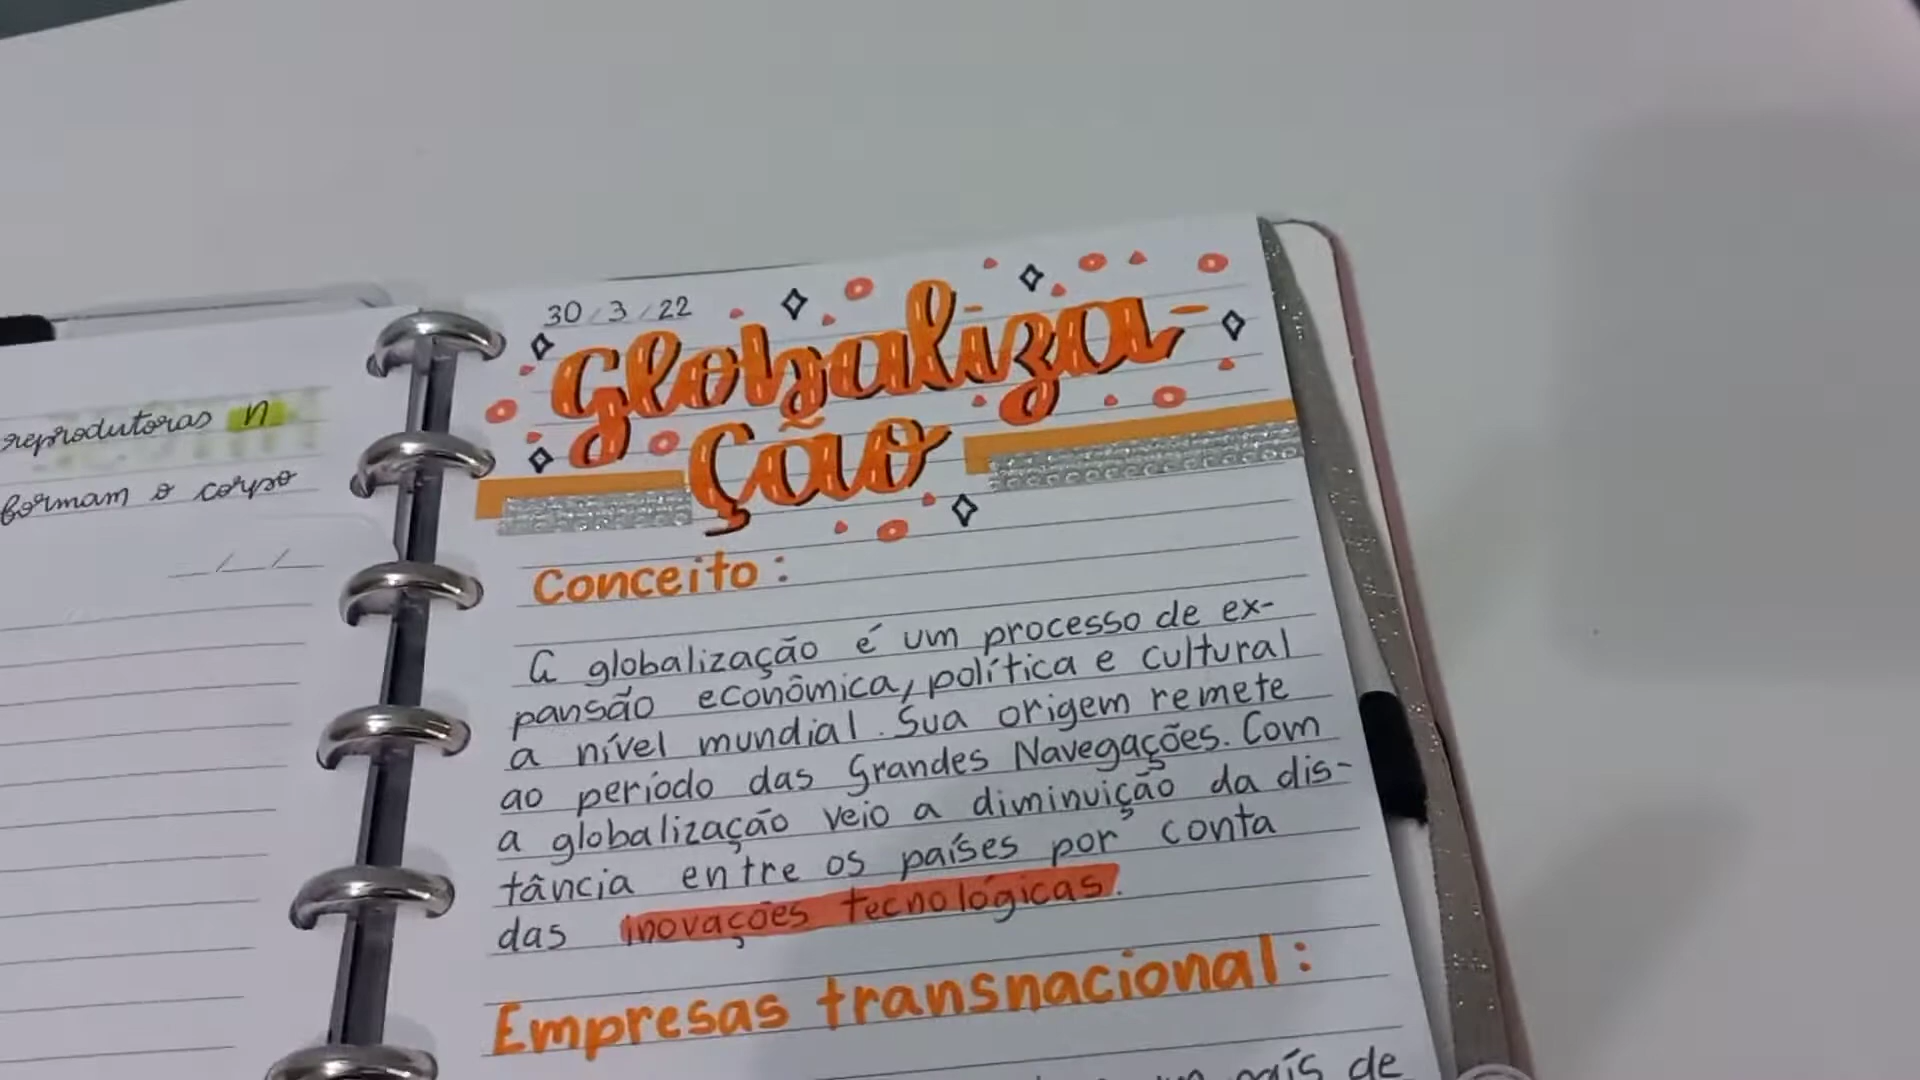 reprodutoras n
formam o corpo
30/3/22
Globaliza-
ção
Conceito:
A globalização é um processo de ex-
pansão econômica, política e cultural
a nível mundial. Sua origem remete
ao período das Grandes Navegações. Com
a globalização veio a diminuição da dis-
tância entre os países por conta
das inovações tecnológicas.
Empresas transnacional:
país de